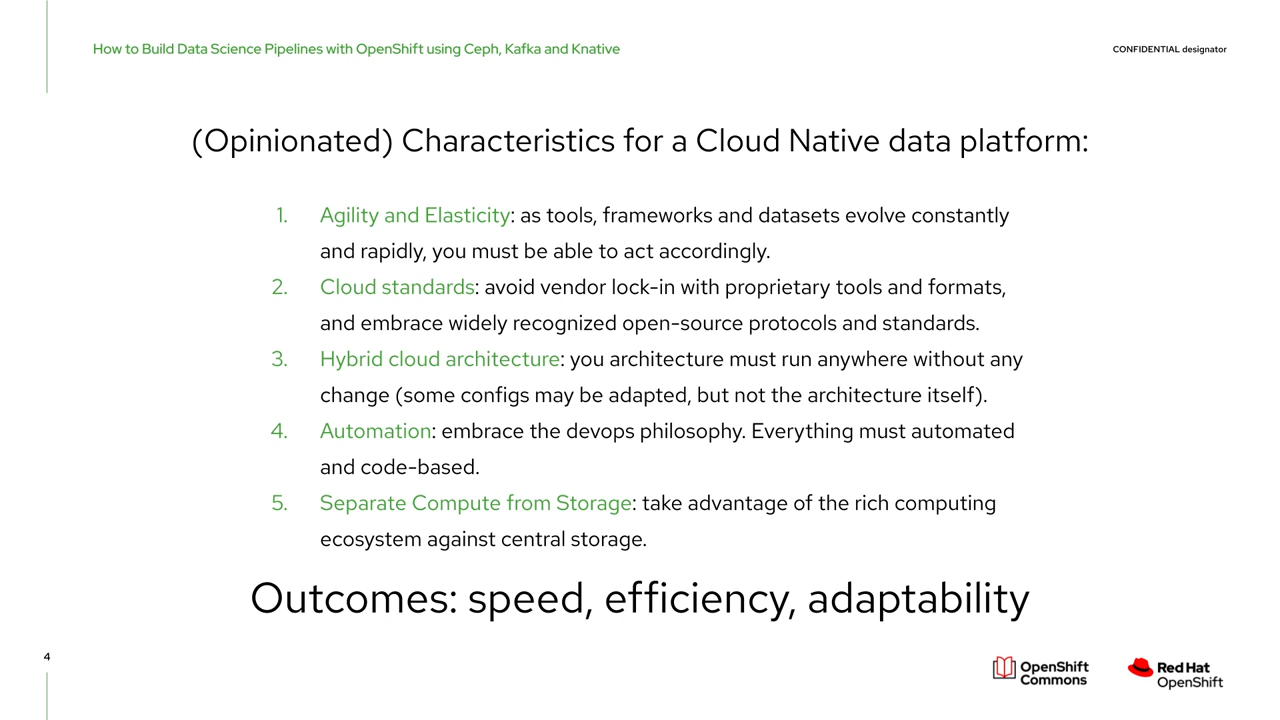 How to Build Data Science Pipelines with OpenShift using Ceph, Kafka and Knative
CONFIDENTIAL designator
(Opinionated) Characteristics for a Cloud Native data platform:
1. Agility and Elasticity: as tools, frameworks and datasets evolve constantly
and rapidly, you must be able to act accordingly.
2. Cloud standards: avoid vendor lock-in with proprietary tools and formats,
and embrace widely recognized open-source protocols and standards.
3. Hybrid cloud architecture: you architecture must run anywhere without any
change (some configs may be adapted, but not the architecture itself).
4. Automation: embrace the devops philosophy. Everything must automated
and code-based.
5. Separate Compute from Storage: take advantage of the rich computing
ecosystem against central storage.
Outcomes: speed, efficiency, adaptability
4
OpenShift
Commons
Red Hat
OpenShift